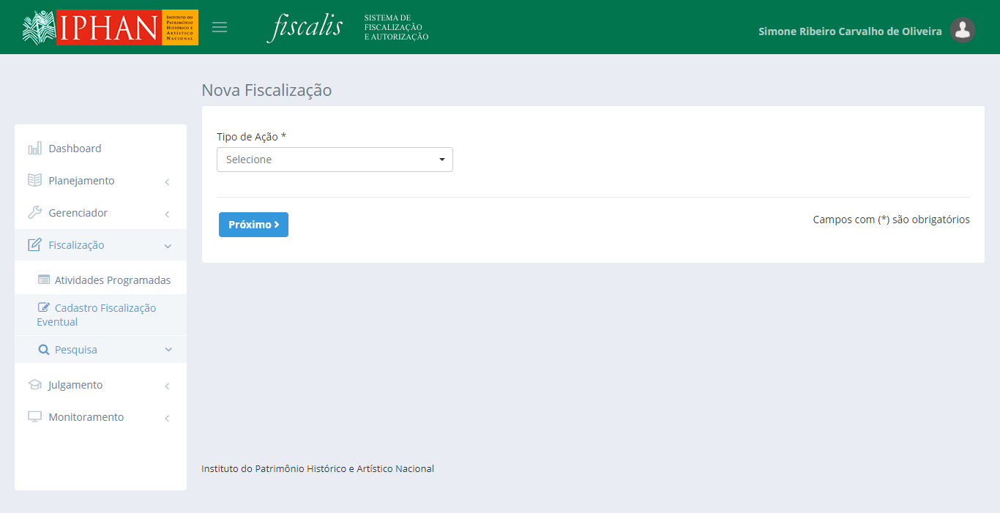 IPHAN
INSTITUTO DO
PATRIMÔNIO
HISTÓRICO E
ARTÍSTICO
NACIONAL
fiscalis
SISTEMA DE
FISCALIZAÇÃO
E AUTORIZAÇÃO
Simone Ribeiro Carvalho de Oliveira
Nova Fiscalização
Dashboard
Planejamento
Gerenciador
Fiscalização
Atividades Programadas
Cadastro Fiscalização
Eventual
Pesquisa
Julgamento
Monitoramento
Tipo de Ação *
Selecione
Próximo
Campos com (*) são obrigatórios
Instituto do Patrimônio Histórico e Artístico Nacional